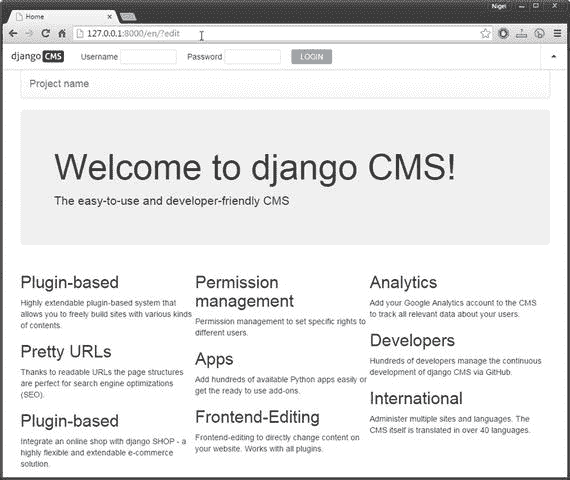 Nigri
Home
127.0.0.1:8000/en/?edit
django CMS Username Password LOGIN
Project name
Welcome to django CMS!
The easy-to-use and developer-friendly CMS
Plugin-based
Highly extendable plugin-based system that
allows you to freely build sites with various kinds
of contents.
Pretty URLs
Thanks to readable URLs the page structures
are perfect for search engine optimizations
(SEO).
Plugin-based
Integrate an online shop with django SHOP - a
highly flexible and extendable e-commerce
solution.
Permission
management
Permission management to set specific rights to
different users.
Apps
Add hundreds of available Python apps easily or
get the ready to use add-ons.
Frontend-Editing
Frontend-editing to directly change content on
your website. Works with all plugins.
Analytics
Add your Google Analytics account to the CMS
to track all relevant data about your users.
Developers
Hundreds of developers manage the continuous
development of django CMS via GitHub.
International
Administer multiple sites and languages. The
CMS itself is translated in over 40 languages.